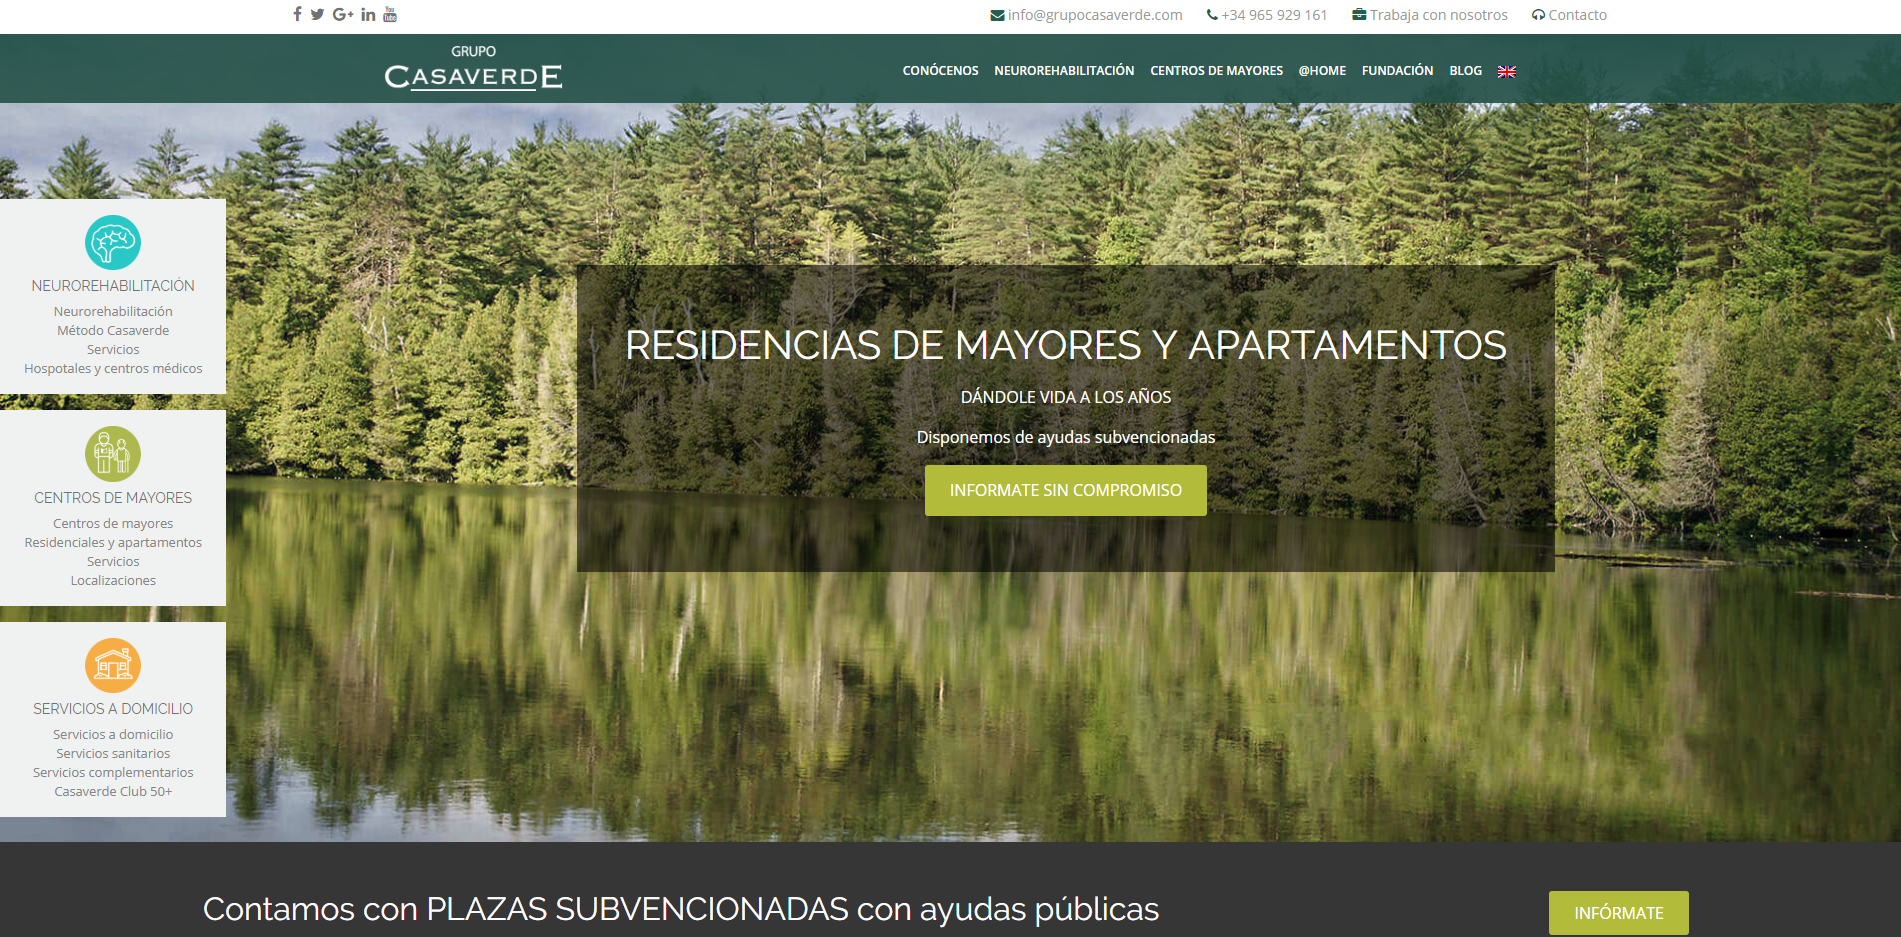 info@grupocasaverde.com +34 965 929 161 Trabaja con nosotros Contacto
GRUPO
CASAVERDE
CONÓCENOS NEUROREHABILITACIÓN CENTROS DE MAYORES @HOME FUNDACIÓN BLOG
NEUROREHABILITACIÓN
Neurorehabilitación
Método Casaverde
Servicios
Hospotales y centros médicos
RESIDENCIAS DE MAYORES Y APARTAMENTOS
DÁNDOLE VIDA A LOS AÑOS
Disponemos de ayudas subvencionadas
INFORMATE SIN COMPROMISO
CENTROS DE MAYORES
Centros de mayores
Residenciales y apartamentos
Servicios
Localizaciones
SERVICIOS A DOMICILIO
Servicios a domicilio
Servicios sanitarios
Servicios complementarios
Casaverde Club 50+
Contamos con PLAZAS SUBVENCIONADAS con ayudas públicas
INFÓRMATE